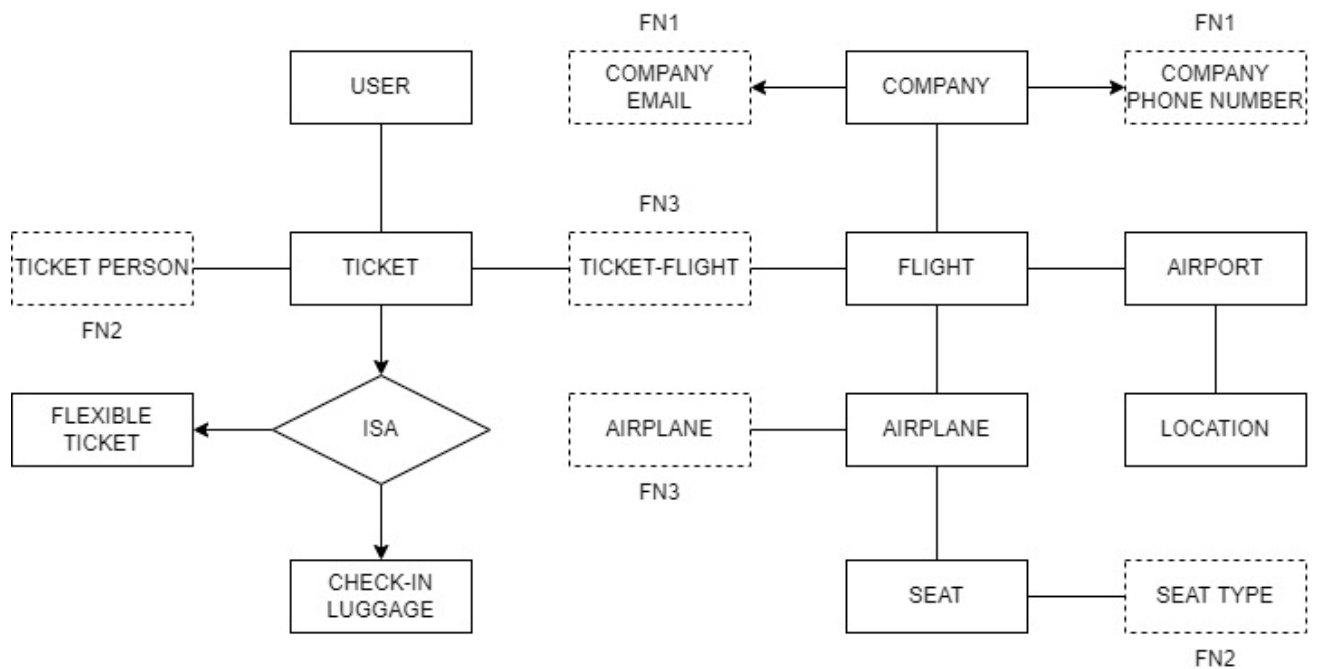 FN1
FN1
USER
COMPANY
EMAIL
COMPANY
COMPANY
PHONE NUMBER
FN3
TICKET PERSON
TICKET
TICKET-FLIGHT
FLIGHT
AIRPORT
FN2
FLEXIBLE
TICKET
ISA
AIRPLANE
AIRPLANE
LOCATION
FN3
CHECK-IN
LUGGAGE
SEAT
SEAT TYPE
FN2